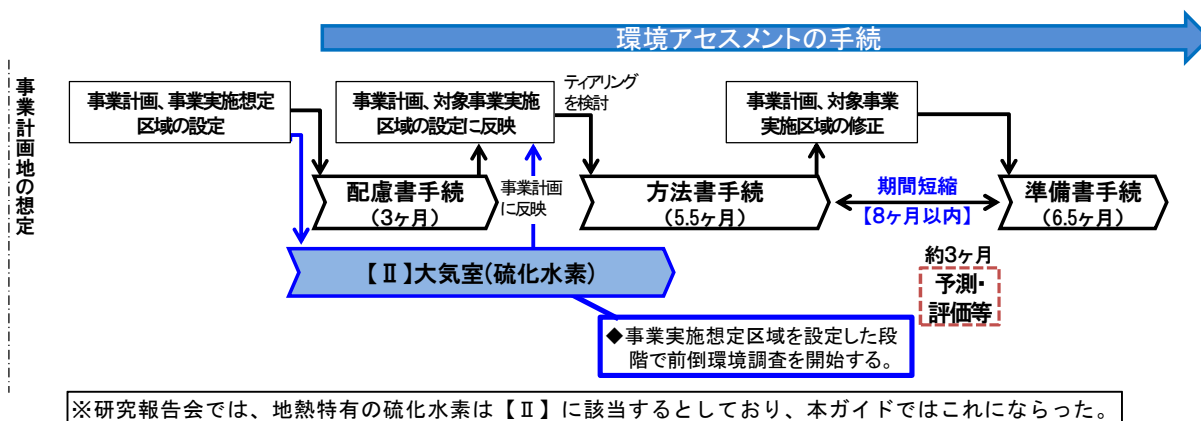 環境アセスメントの手続
事業計画地の想定
事業計画、事業実施想定
区域の設定
事業計画、対象事業実施
区域の設定に反映
ティアリング
を検討
事業計画、対象事業
実施区域の修正
配慮書手続
(3ヶ月)
事業計画
に反映
方法書手続
(5.5ヶ月)
期間短縮
【8ヶ月以内】
準備書手続
(6.5ヶ月)
【Ⅱ】大気室(硫化水素)
約3ヶ月
予測・
評価等
◆事業実施想定区域を設定した段
階で前倒環境調査を開始する。
※研究報告会では、地熱特有の硫化水素は【Ⅱ】に該当するとしており、本ガイドではこれにならった。